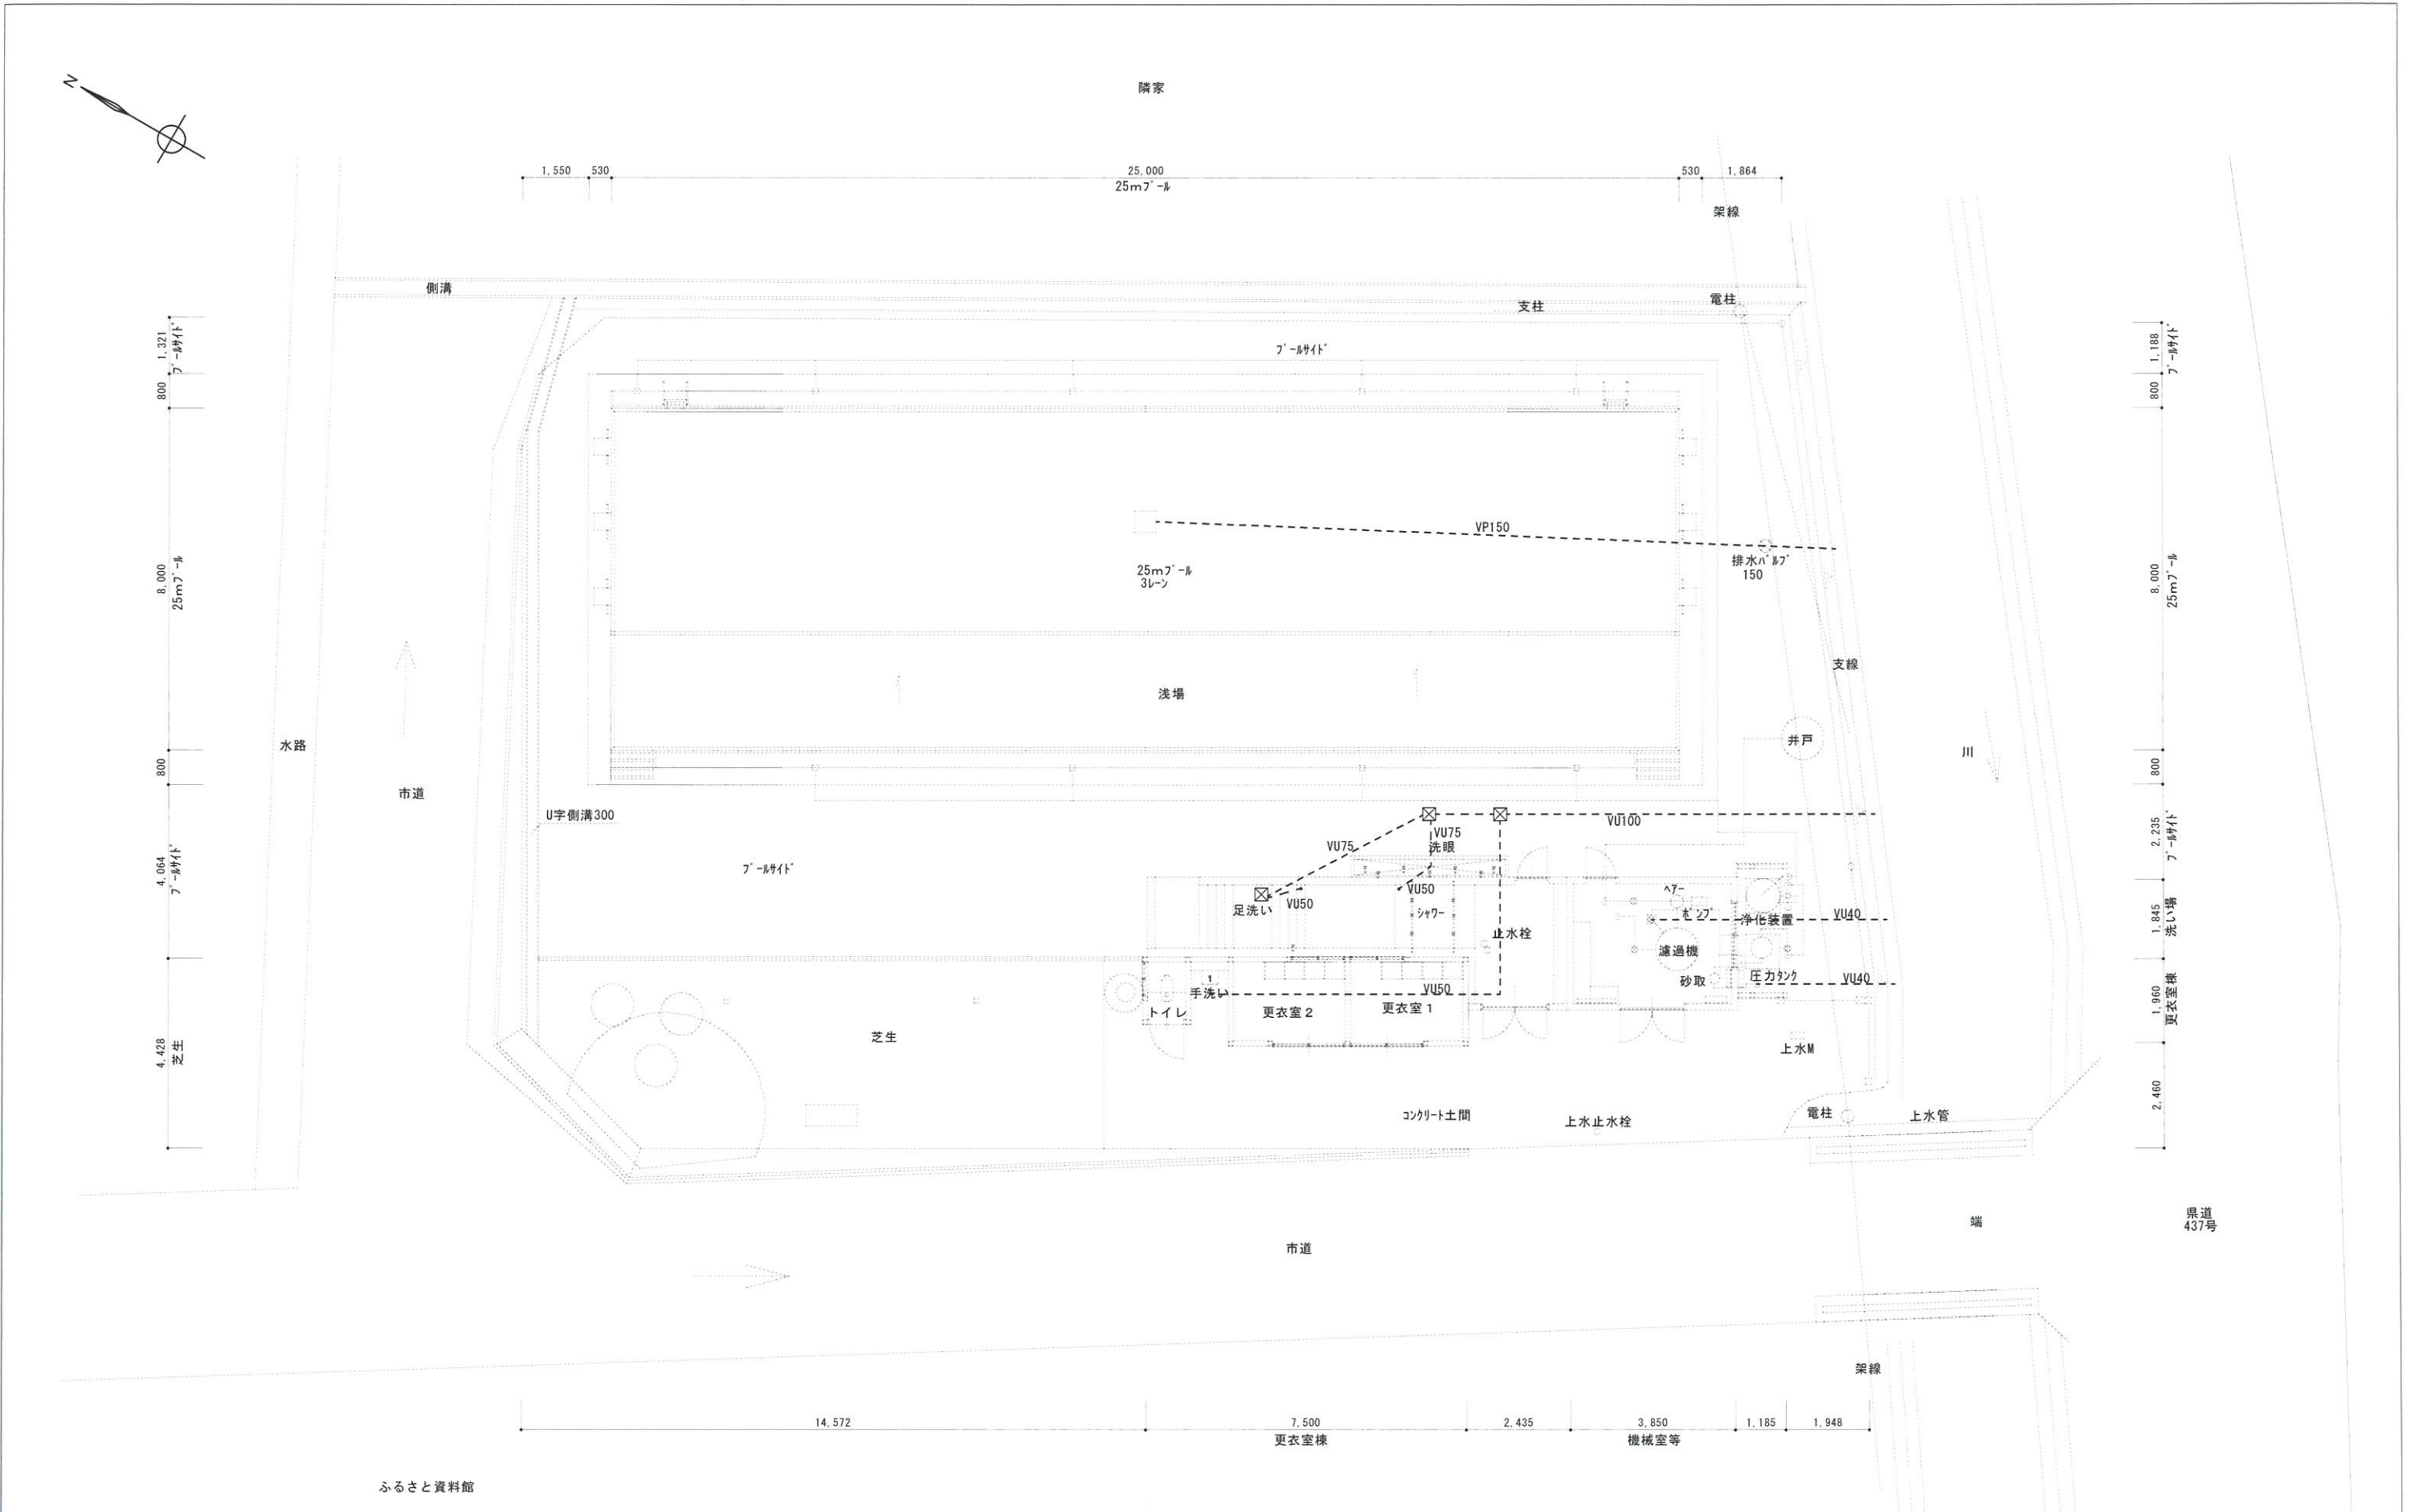 N
隣家
1,550
530
25,000
530
1,864
25mﾌﾟｰﾙ
架線
側溝
支柱
電柱
1,321
ﾌﾟｰﾙｻｲﾄﾞ
800
8,000
25mﾌﾟｰﾙ
800
4,064
ﾌﾟｰﾙｻｲﾄﾞ
4,428
芝生
1,188
ﾌﾟｰﾙｻｲﾄﾞ
800
8,000
25mﾌﾟｰﾙ
800
2,235
ﾌﾟｰﾙｻｲﾄﾞ
1,845
洗い場
1,960
更衣室棟
2,460
ﾌﾟｰﾙｻｲﾄﾞ
VP150
排水ﾊﾞﾙﾌﾞ
150
25mﾌﾟｰﾙ
3ﾚｰﾝ
支線
浅場
井戸
水路
川
市道
U字側溝300
VU100
VU75
VU75
洗眼
ﾌﾟｰﾙｻｲﾄﾞ
VU50
VU50
足洗い
ｼｬﾜｰ
ﾍｱｰ
ﾎﾟﾝﾌﾟ
浄化装置
VU40
止水栓
濾過機
砂取
圧力ﾀﾝｸ
VU40
手洗い
VU50
トイレ
更衣室２
更衣室１
芝生
上水M
ｺﾝｸﾘｰﾄ土間
上水止水栓
電柱
上水管
県道
437号
端
市道
架線
14,572
7,500
2,435
3,850
1,185
1,948
更衣室棟
機械室等
ふるさと資料館